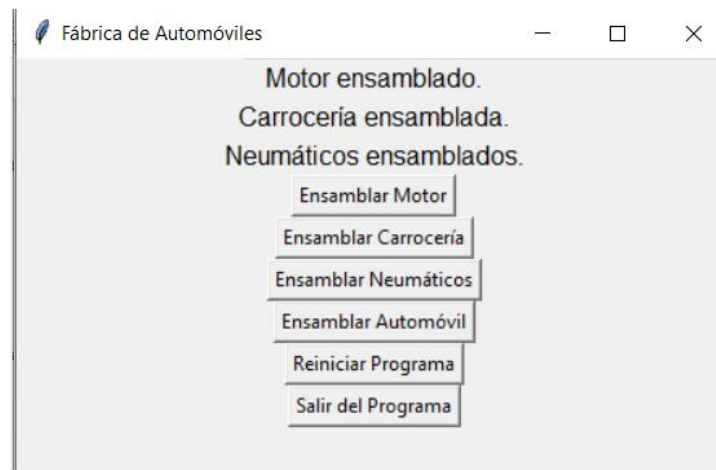 Fábrica de Automóviles
Motor ensamblado.
Carrocería ensamblada.
Neumáticos ensamblados.
Ensamblar Motor
Ensamblar Carrocería
Ensamblar Neumáticos
Ensamblar Automóvil
Reiniciar Programa
Salir del Programa